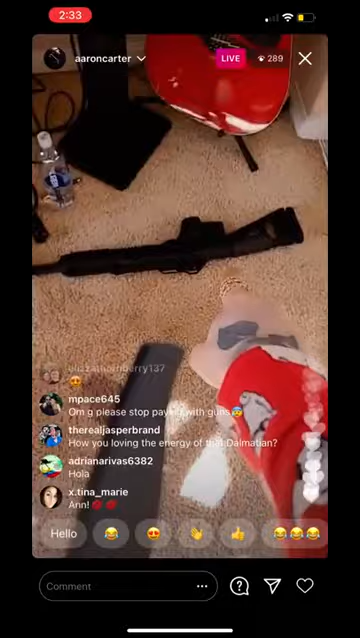 2:33
aaroncarter
LIVE
289
elizzathornberry137
mpace645
Om g please stop paying with guns😰
therealjasperbrand
How you loving the energy of that Dalmatian?
adrianarivas6382
Hola
x.tina_marie
Ann!
Hello
Comment